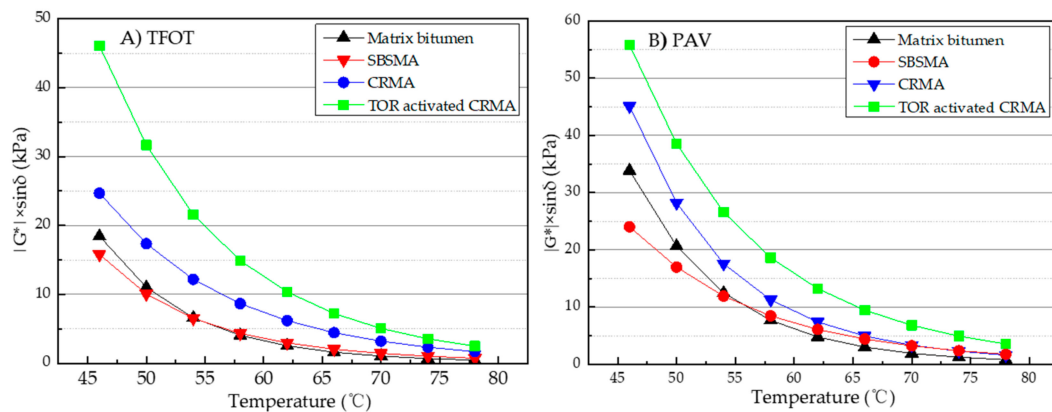 A) TFOT
Matrix bitumen
SBSMA
CRMA
TOR activated CRMA
|G*|×sinδ (kPa)
50
40
30
20
10
0
45 50 55 60 65 70 75 80
Temperature (℃)
B) PAV
Matrix bitumen
SBSMA
CRMA
TOR activated CRMA
|G*|×sinδ (kPa)
60
50
40
30
20
10
0
45 50 55 60 65 70 75 80
Temperature (℃)